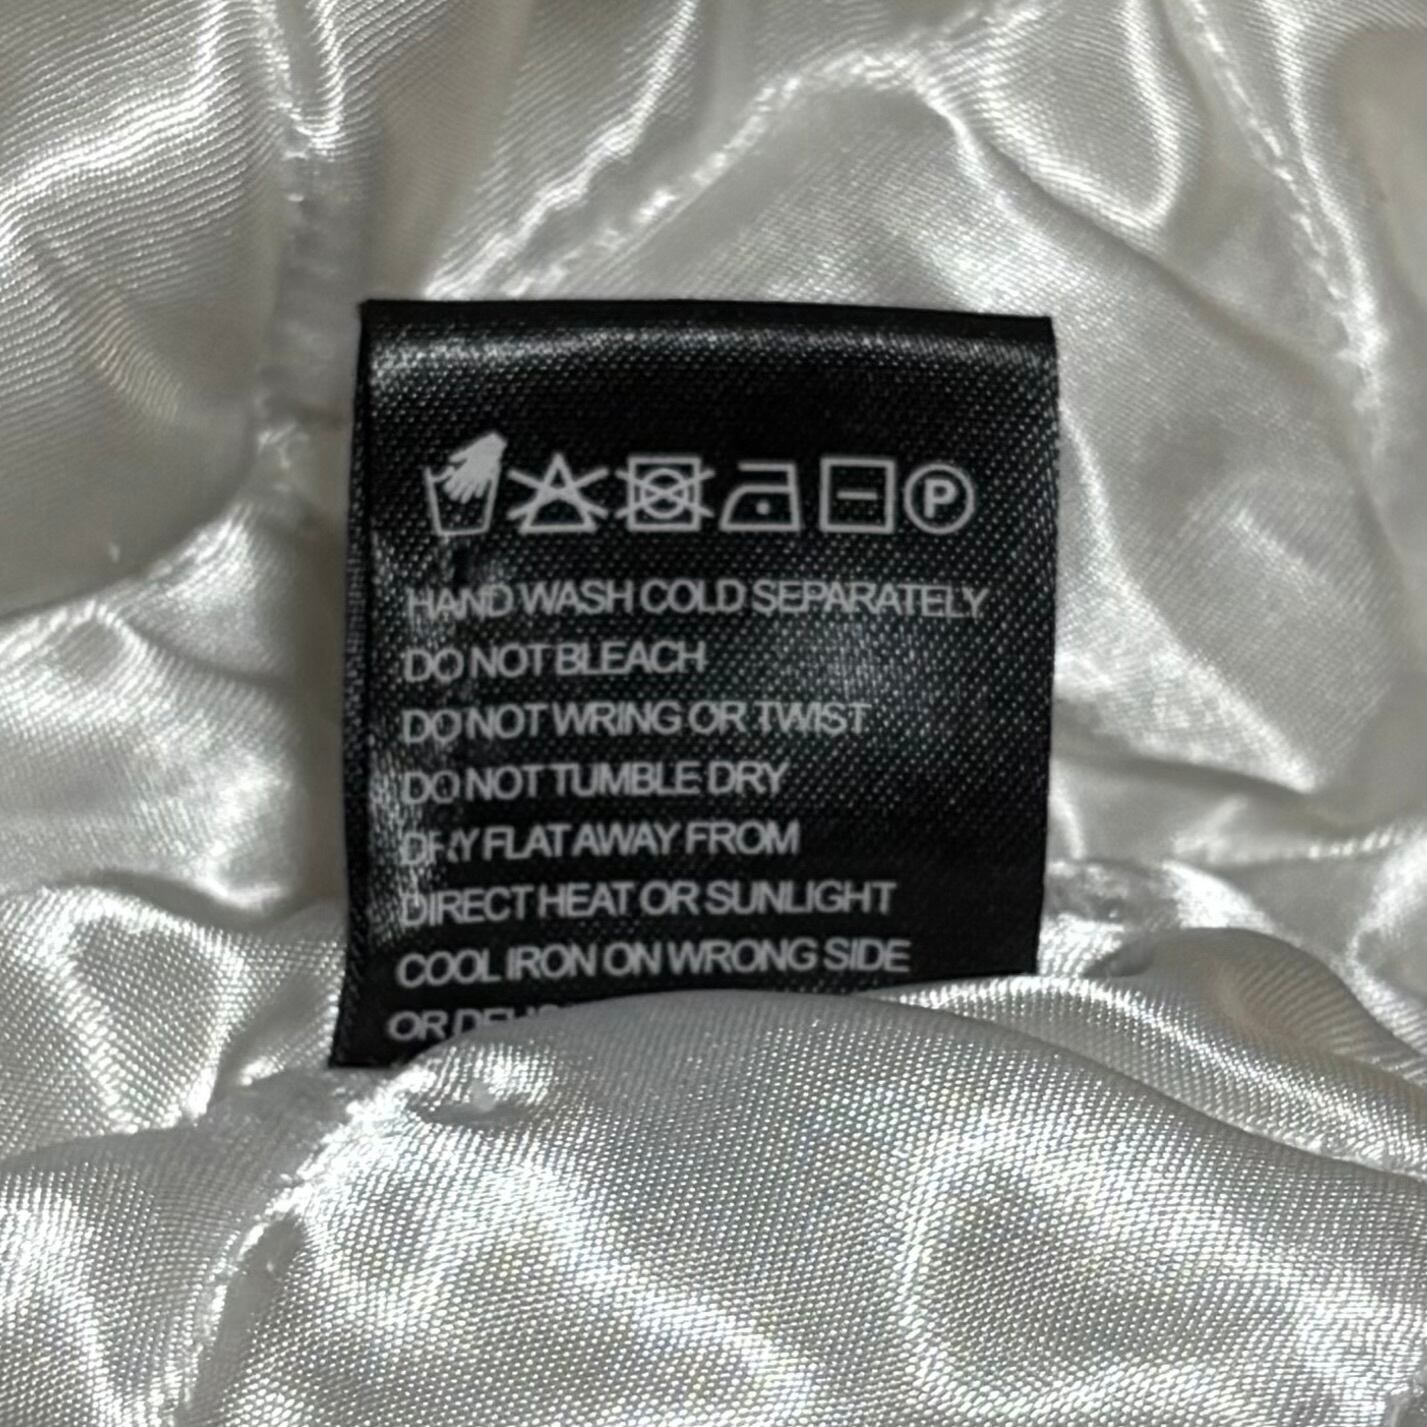 P
HAND WASH COLD SEPARATELY
DO NOT BLEACH
DO NOT WRING OR TWIST
DO NOT TUMBLE DRY
DRY FLAT AWAY FROM
DIRECT HEAT OR SUNLIGHT
COOL IRON ON WRONG SIDE
OR